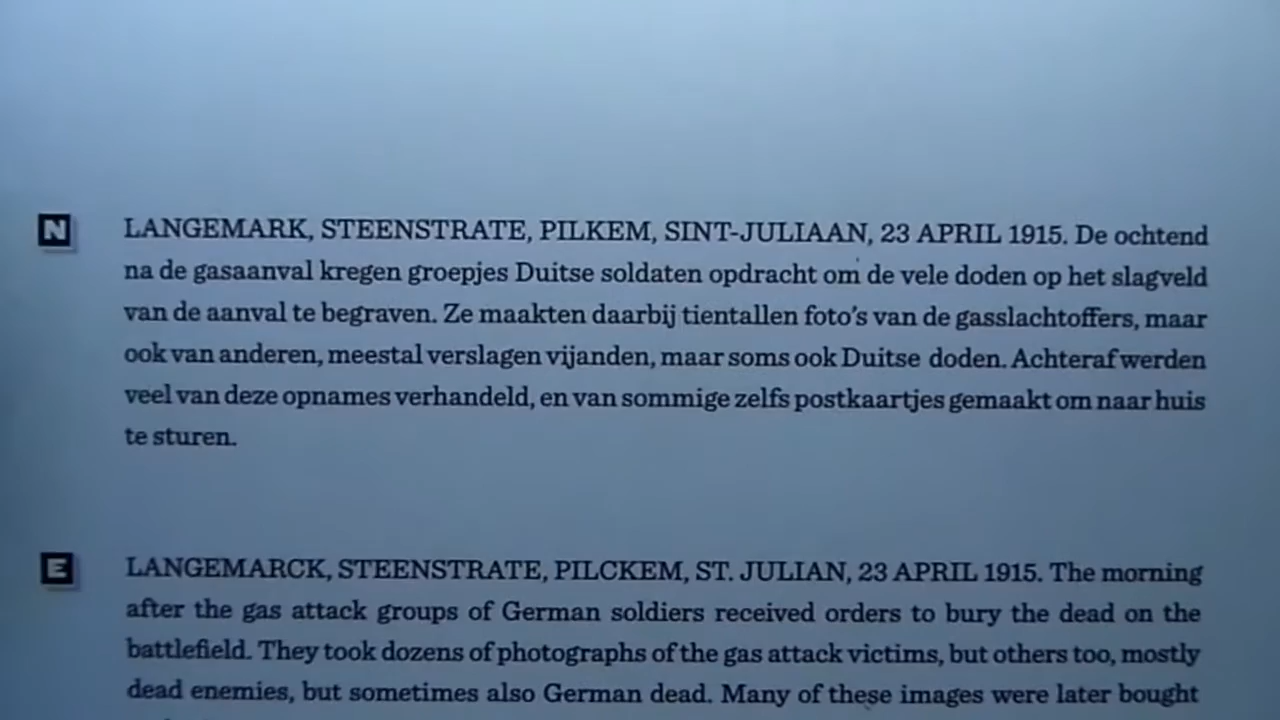 N
LANGEMARK, STEENSTRATE, PILKEM, SINT-JULIAAN, 23 APRIL 1915. De ochtend
na de gasaanval kregen groepjes Duitse soldaten opdracht om de vele doden op het slagveld
van de aanval te begraven. Ze maakten daarbij tientallen foto's van de gasslachtoffers, maar
ook van anderen, meestal verslagen vijanden, maar soms ook Duitse doden. Achteraf werden
veel van deze opnames verhandeld, en van sommige zelfs postkaartjes gemaakt om naar huis
te sturen.
E
LANGEMARCK, STEENSTRATE, PILCKEM, ST. JULIAN, 23 APRIL 1915. The morning
after the gas attack groups of German soldiers received orders to bury the dead on the
battlefield. They took dozens of photographs of the gas attack victims, but others too, mostly
dead enemies, but sometimes also German dead. Many of these images were later bought